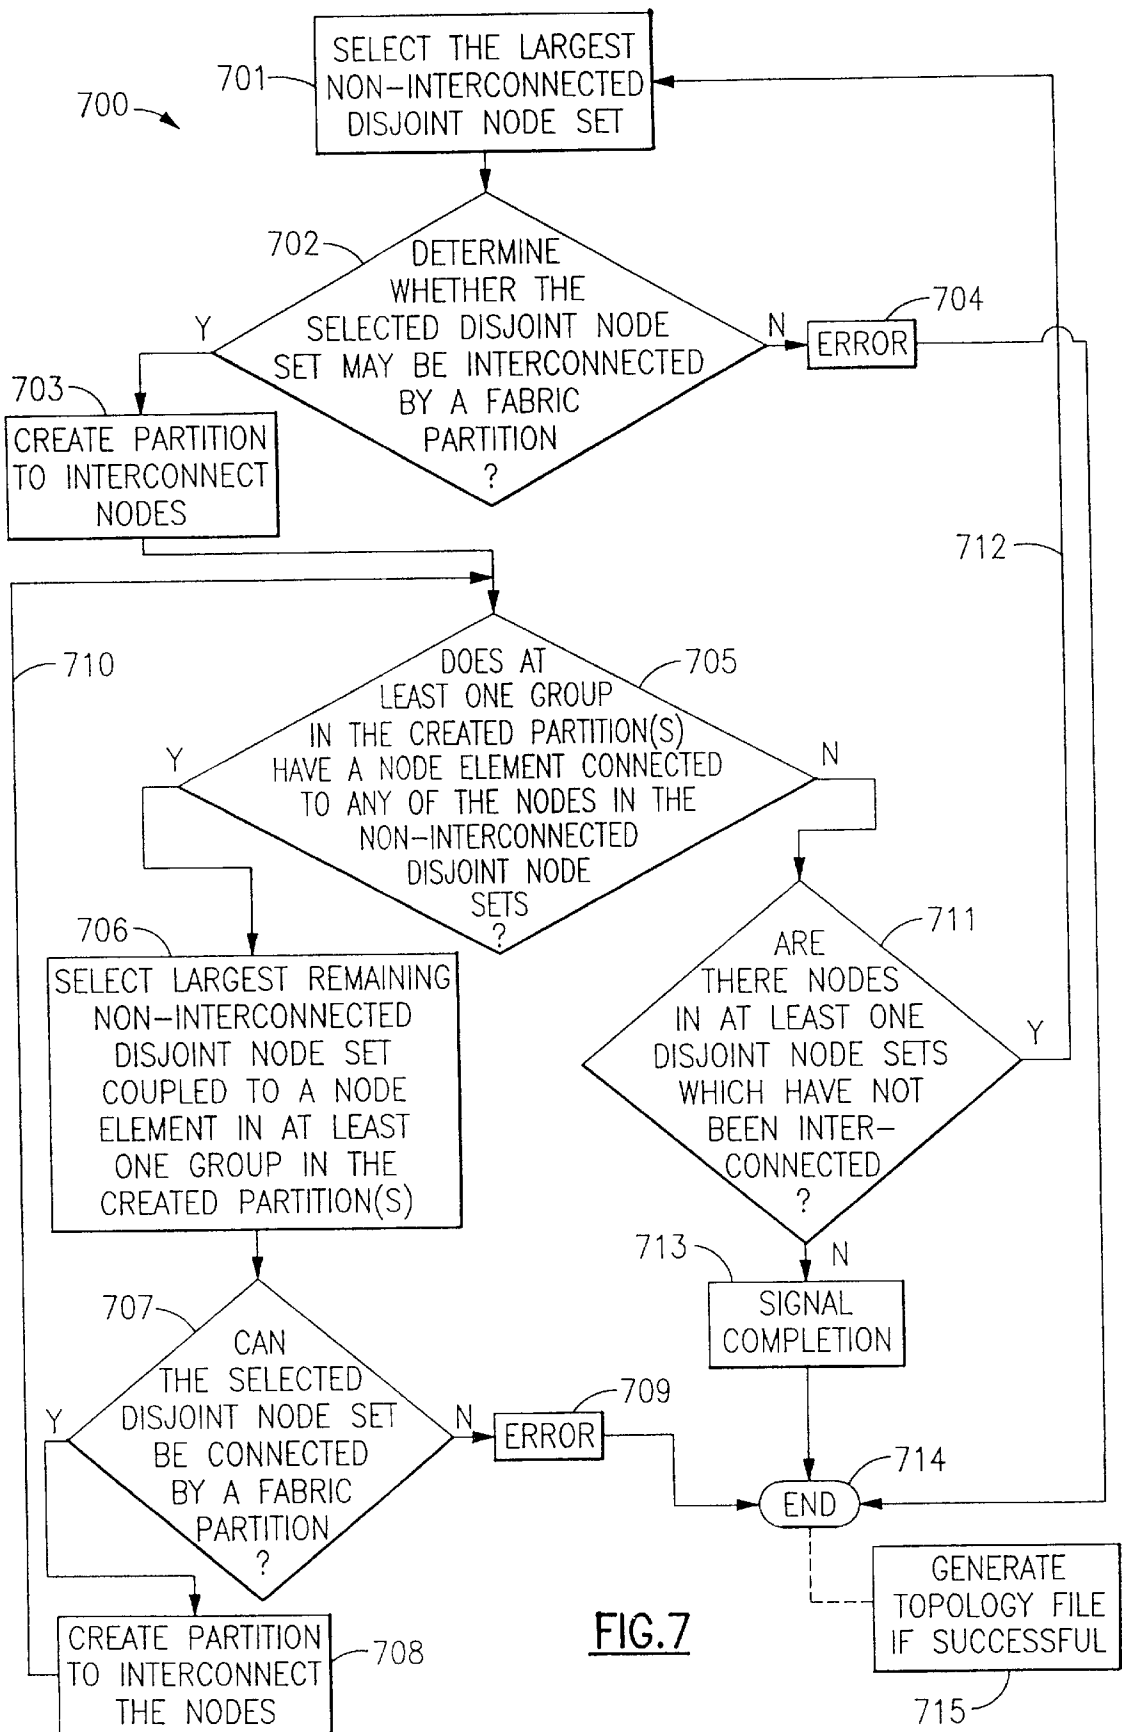 701
SELECT THE LARGEST
NON-INTERCONNECTED
DISJOINT NODE SET
700
702
DETERMINE
WHETHER THE
SELECTED DISJOINT NODE
SET MAY BE INTERCONNECTED
BY A FABRIC
PARTITION
?
Y
N
704
ERROR
703
CREATE PARTITION
TO INTERCONNECT
NODES
712
710
705
DOES AT
LEAST ONE GROUP
IN THE CREATED PARTITION(S)
HAVE A NODE ELEMENT CONNECTED
TO ANY OF THE NODES IN THE
NON-INTERCONNECTED
DISJOINT NODE
SETS
?
Y
N
706
SELECT LARGEST REMAINING
NON-INTERCONNECTED
DISJOINT NODE SET
COUPLED TO A NODE
ELEMENT IN AT LEAST
ONE GROUP IN THE
CREATED PARTITION(S)
711
ARE
THERE NODES
IN AT LEAST ONE
DISJOINT NODE SETS
WHICH HAVE NOT
BEEN INTER-
CONNECTED
?
Y
N
713
SIGNAL
COMPLETION
707
CAN
THE SELECTED
DISJOINT NODE SET
BE CONNECTED
BY A FABRIC
PARTITION
?
Y
N
709
ERROR
714
END
708
CREATE PARTITION
TO INTERCONNECT
THE NODES
GENERATE
TOPOLOGY FILE
IF SUCCESSFUL
715
FIG.7